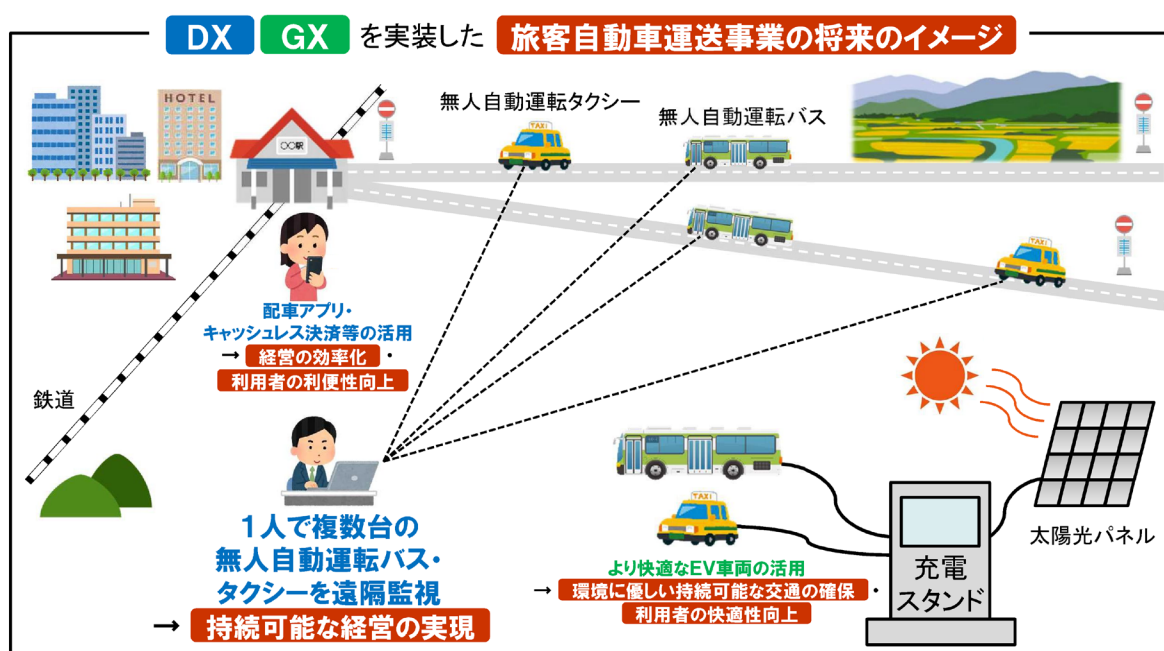 DX GX を実装した 旅客自動車運送事業の将来のイメージ
無人自動運転タクシー
無人自動運転バス
HOTEL
〇〇駅
TAXI
TAXI
配車アプリ・
キャッシュレス決済等の活用
→ 経営の効率化・
利用者の利便性向上
鉄道
1人で複数台の
無人自動運転バス・
タクシーを遠隔監視
→ 持続可能な経営の実現
TAXI
より快適なEV車両の活用
→ 環境に優しい持続可能な交通の確保・
利用者の快適性向上
充電
スタンド
太陽光パネル